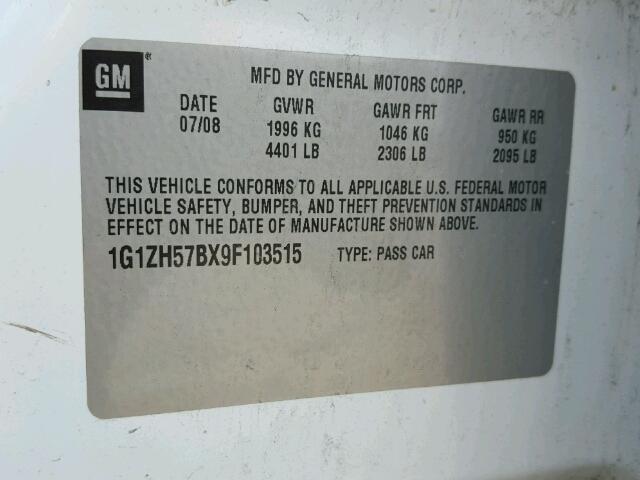 GM
MFD BY GENERAL MOTORS CORP.
DATE GVWR GAWR FRT GAWR RR
07/08 1996 KG 1046 KG 950 KG
4401 LB 2306 LB 2095 LB
THIS VEHICLE CONFORMS TO ALL APPLICABLE U.S. FEDERAL MOTOR
VEHICLE SAFETY, BUMPER, AND THEFT PREVENTION STANDARDS IN
EFFECT ON THE DATE OF MANUFACTURE SHOWN ABOVE.
1G1ZH57BX9F103515 TYPE: PASS CAR